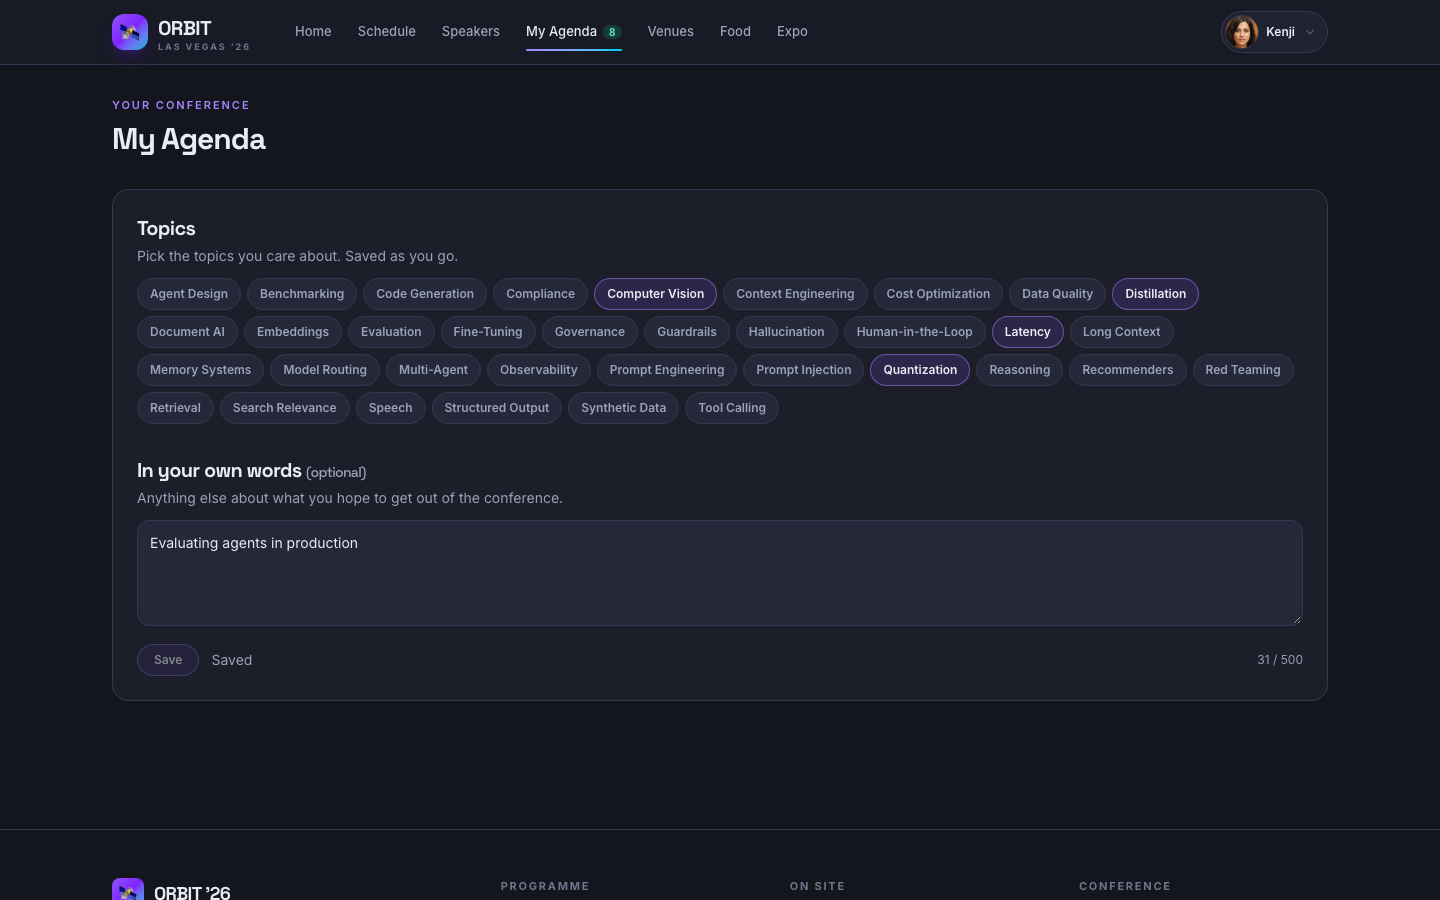 ORBIT
LAS VEGAS '26
Home Schedule Speakers My Agenda 8 Venues Food Expo
Kenji
YOUR CONFERENCE
My Agenda
Topics
Pick the topics you care about. Saved as you go.
Agent Design Benchmarking Code Generation Compliance Computer Vision Context Engineering Cost Optimization Data Quality Distillation
Document AI Embeddings Evaluation Fine-Tuning Governance Guardrails Hallucination Human-in-the-Loop Latency Long Context
Memory Systems Model Routing Multi-Agent Observability Prompt Engineering Prompt Injection Quantization Reasoning Recommenders Red Teaming
Retrieval Search Relevance Speech Structured Output Synthetic Data Tool Calling
In your own words (optional)
Anything else about what you hope to get out of the conference.
Evaluating agents in production
Save Saved 31 / 500
ORBIT '26
PROGRAMME ON SITE CONFERENCE